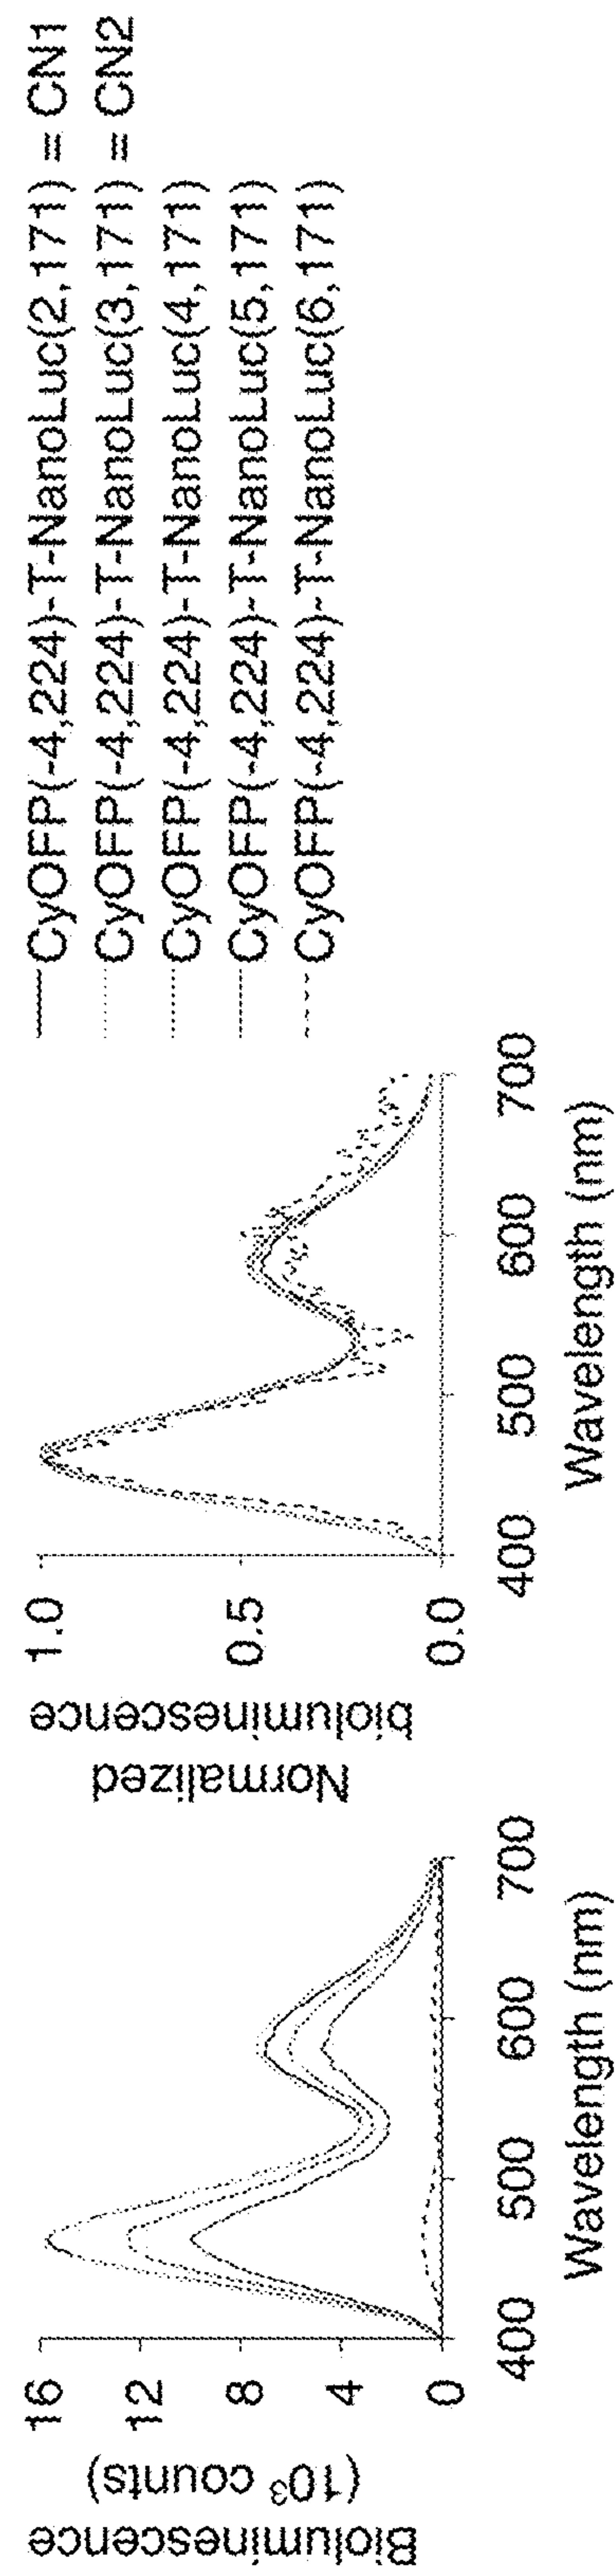 Bioluminescence
(10³ counts)
16
12
8
4
0
400
500
600
700
Wavelength (nm)
Normalized
bioluminescence
1.0
0.5
0.0
400
500
600
700
Wavelength (nm)
CyOFP(-4,224)-T-NanoLuc(2,171) = CN1
CyOFP(-4,224)-T-NanoLuc(3,171) = CN2
CyOFP(-4,224)-T-NanoLuc(4,171)
CyOFP(-4,224)-T-NanoLuc(5,171)
CyOFP(-4,224)-T-NanoLuc(6,171)